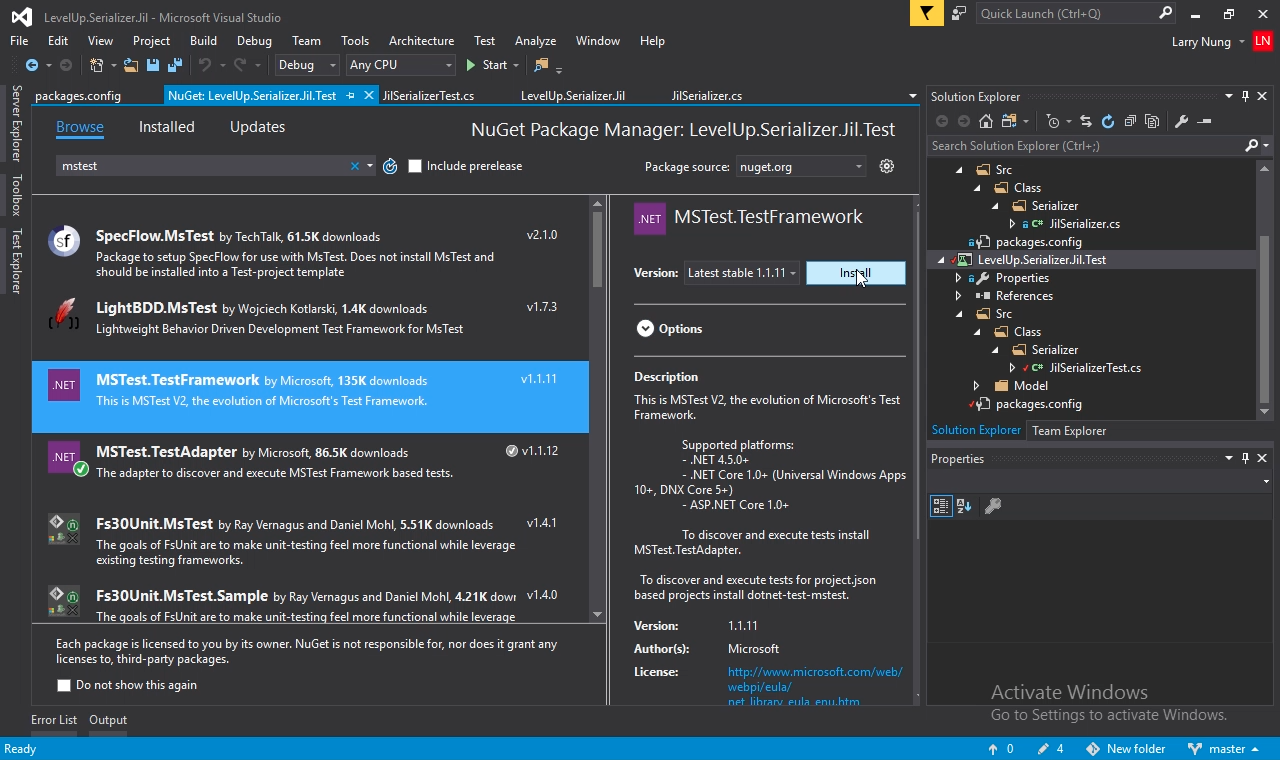 LevelUp.Serializer.Jil - Microsoft Visual Studio
Quick Launch (Ctrl+Q)
File Edit View Project Build Debug Team Tools Architecture Test Analyze Window Help
Larry Nung LN
Debug Any CPU Start
packages.config NuGet: LevelUp.Serializer.Jil.Test JilSerializerTest.cs LevelUp.Serializer.Jil JilSerializer.cs
Server Explorer
Toolbox
Test Explorer
Browse Installed Updates
NuGet Package Manager: LevelUp.Serializer.Jil.Test
mstest
Include prerelease
Package source: nuget.org
SpecFlow.MsTest by TechTalk, 61.5K downloads v2.1.0
Package to setup SpecFlow for use with MsTest. Does not install MsTest and
should be installed into a Test-project template
LightBDD.MsTest by Wojciech Kotlarski, 1.4K downloads v1.7.3
Lightweight Behavior Driven Development Test Framework for MsTest
.NET MSTest.TestFramework by Microsoft, 135K downloads v1.1.11
This is MSTest V2, the evolution of Microsoft's Test Framework.
.NET MSTest.TestAdapter by Microsoft, 86.5K downloads v1.1.12
The adapter to discover and execute MSTest Framework based tests.
Fs30Unit.MsTest by Ray Vernagus and Daniel Mohl, 5.51K downloads v1.4.1
The goals of FsUnit are to make unit-testing feel more functional while leverage
existing testing frameworks.
Fs30Unit.MsTest.Sample by Ray Vernagus and Daniel Mohl, 4.21K dow v1.4.0
The goals of FsUnit are to make unit-testing feel more functional while leverage
Each package is licensed to you by its owner. NuGet is not responsible for, nor does it grant any
licenses to, third-party packages.
Do not show this again
.NET MSTest.TestFramework
Version: Latest stable 1.1.11 Install
Options
Description
This is MSTest V2, the evolution of Microsoft's Test
Framework.
Supported platforms:
- .NET 4.5.0+
- .NET Core 1.0+ (Universal Windows Apps
10+, DNX Core 5+)
- ASP.NET Core 1.0+
To discover and execute tests install
MSTest.TestAdapter.
To discover and execute tests for project.json
based projects install dotnet-test-mstest.
Version: 1.1.11
Author(s): Microsoft
License: http://www.microsoft.com/web/
webpi/eula/
net_library_eula_enu.htm
Solution Explorer
Search Solution Explorer (Ctrl+;)
Src
Class
Serializer
C# JilSerializer.cs
packages.config
LevelUp.Serializer.Jil.Test
Properties
References
Src
Class
Serializer
C# JilSerializerTest.cs
Model
packages.config
Solution Explorer Team Explorer
Properties
Activate Windows
Go to Settings to activate Windows.
Error List Output
Ready 0 4 New folder master